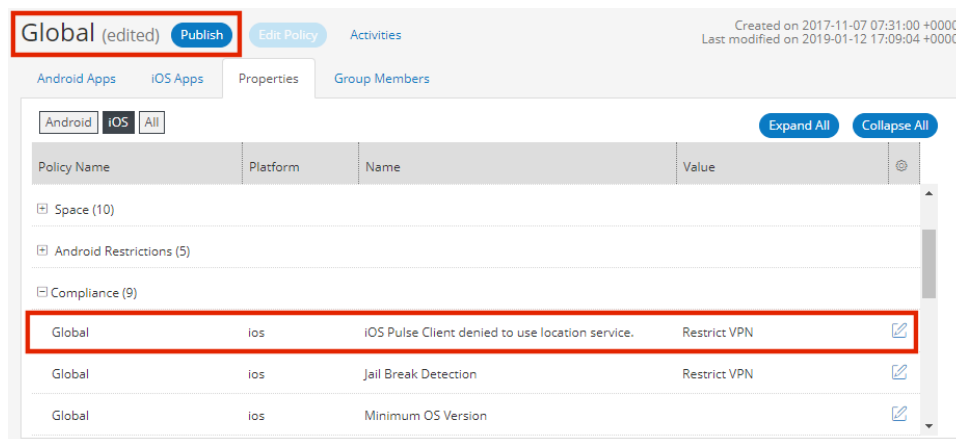 Global (edited) Publish Edit Policy Activities
Created on 2017-11-07 07:31:00 +0000
Last modified on 2019-01-12 17:09:04 +0000
Android Apps iOS Apps Properties Group Members
Android iOS All Expand All Collapse All
Policy Name Platform Name Value
Space (10)
Android Restrictions (5)
Compliance (9)
Global ios iOS Pulse Client denied to use location service. Restrict VPN
Global ios Jail Break Detection Restrict VPN
Global ios Minimum OS Version